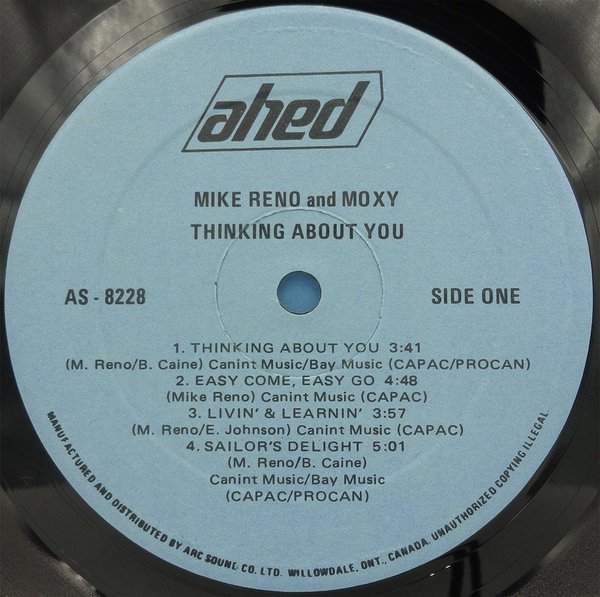 ahed
MIKE RENO and MOXY
THINKING ABOUT YOU
AS - 8228
SIDE ONE
1. THINKING ABOUT YOU 3:41
(M. Reno/B. Caine) Canint Music/Bay Music (CAPAC/PROCAN)
2. EASY COME, EASY GO 4:48
(Mike Reno) Canint Music (CAPAC)
3. LIVIN' & LEARNIN' 3:57
(M. Reno/E. Johnson) Canint Music (CAPAC)
4. SAILOR'S DELIGHT 5:01
(M. Reno/B. Caine)
Canint Music/Bay Music
(CAPAC/PROCAN)
MANUFACTURED AND DISTRIBUTED BY ARC SOUND CO. LTD. WILLOWDALE, ONT., CANADA. UNAUTHORIZED COPYING ILLEGAL